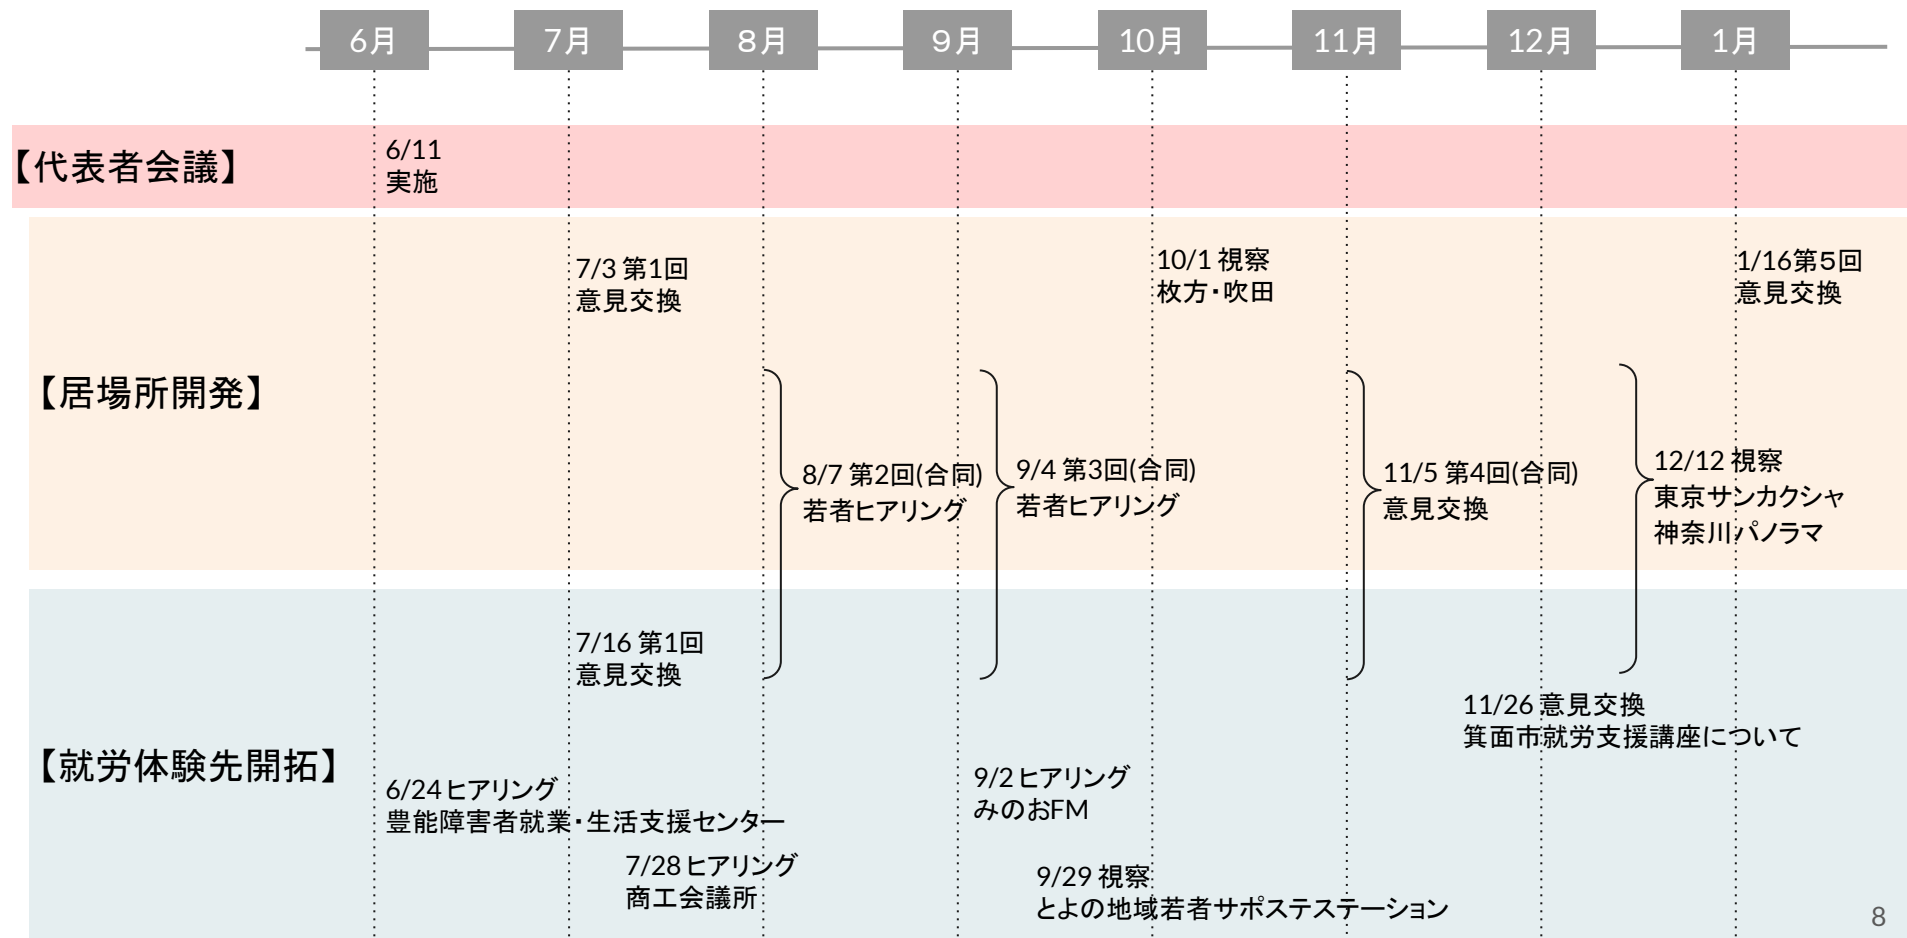 6月
7月
8月
9月
10月
11月
12月
1月
【代表者会議】
6/11
実施
【居場所開発】
7/3 第1回
意見交換
10/1 視察
枚方・吹田
1/16第5回
意見交換
8/7 第2回(合同)
若者ヒアリング
9/4 第3回(合同)
若者ヒアリング
11/5 第4回(合同)
意見交換
12/12 視察
東京サンカクシャ
神奈川パノラマ
【就労体験先開拓】
7/16 第1回
意見交換
11/26 意見交換
箕面市就労支援講座について
6/24 ヒアリング
豊能障害者就業・生活支援センター
9/2 ヒアリング
みのおFM
7/28 ヒアリング
商工会議所
9/29 視察
とよの地域若者サポステステーション
8